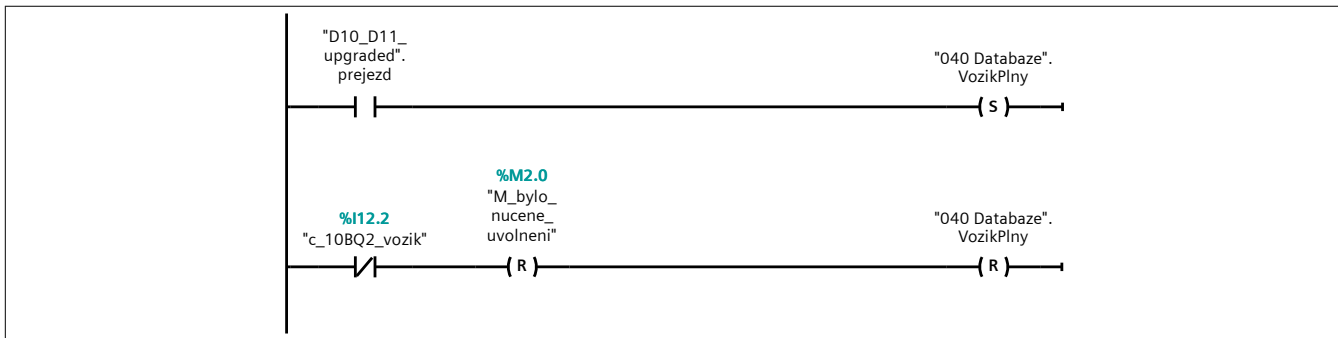 "D10_D11_
upgraded".
prejezd
"040 Databaze".
VozikPlny
S
%M2.0
"M_bylo_
nucene_
uvolneni"
%I12.2
"c_10BQ2_vozik"
"040 Databaze".
VozikPlny
R
R